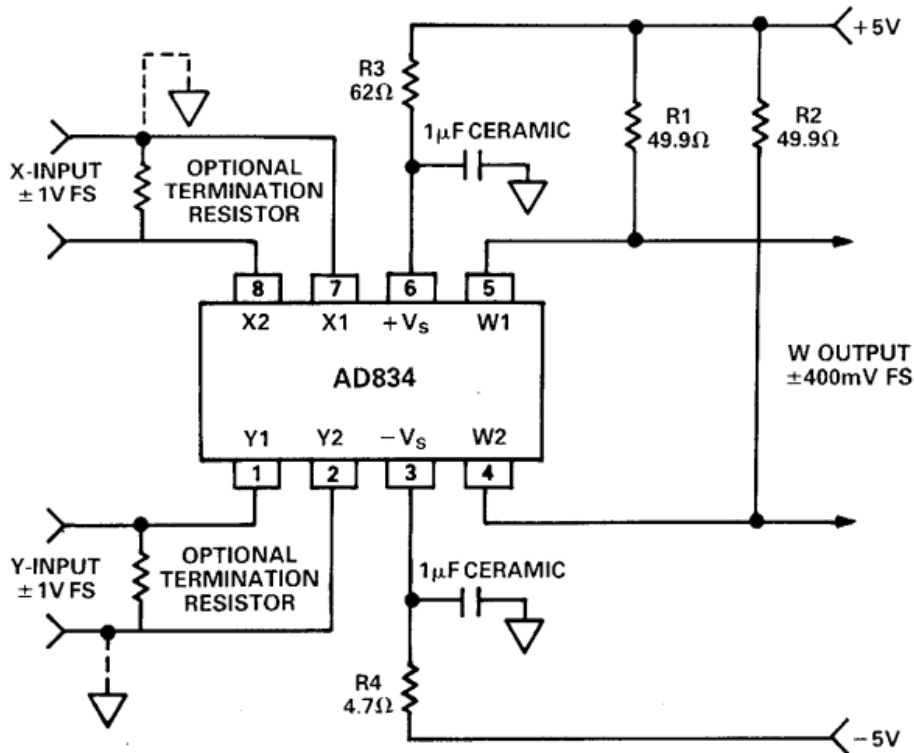 +5V
R3
62Ω
R1
49.9Ω
R2
49.9Ω
1μF CERAMIC
X-INPUT
±1V FS
OPTIONAL
TERMINATION
RESISTOR
8
7
6
5
X2
X1
+VS
W1
AD834
W OUTPUT
±400mV FS
Y1
Y2
−VS
W2
1
2
3
4
Y-INPUT
±1V FS
OPTIONAL
TERMINATION
RESISTOR
1μF CERAMIC
R4
4.7Ω
−5V